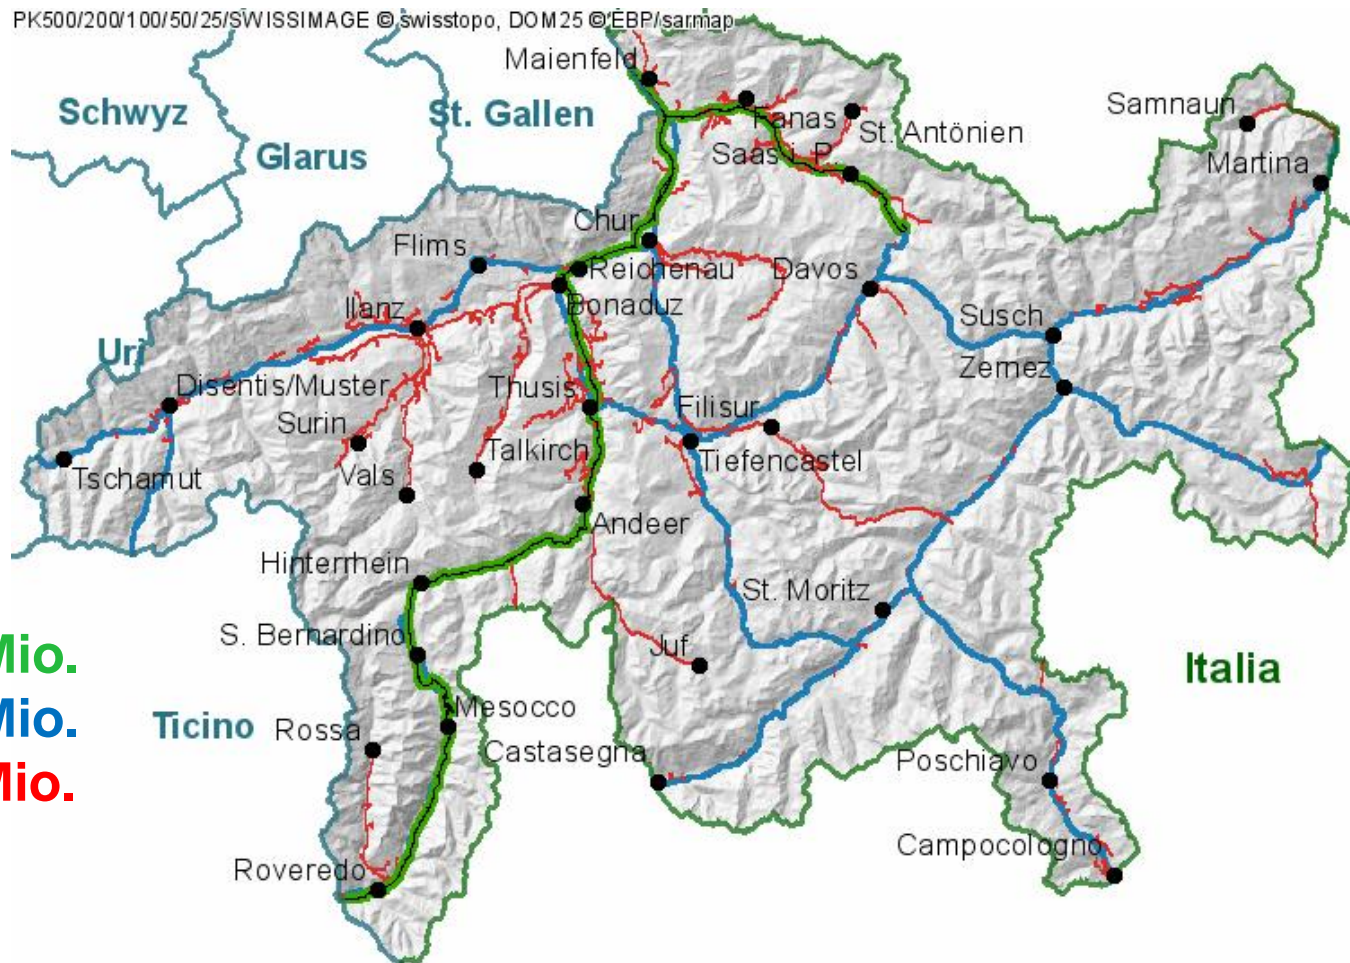 PK500/200/100/50/25/SWISSIMAGE © swisstopo, DOM25 © EBP/sarmap
Maienfeld
Schwyz
St. Gallen
Samnaun
Fanas
St. Antönien
Glarus
Saas i. P.
Martina
Chur
Flims
Reichenau
Davos
Bonaduz
Ilanz
Susch
Uri
Zernez
Disentis/Muster
Thusis
Filisur
Surin
Talkirch
Tiefencastel
Tschamut
Vals
Andeer
Hinterrhein
St. Moritz
S. Bernardino
Juf
Mio.
Italia
Mio.
Ticino
Rossa
Mesocco
Castasegna
Poschiavo
Mio.
Campocologno
Roveredo